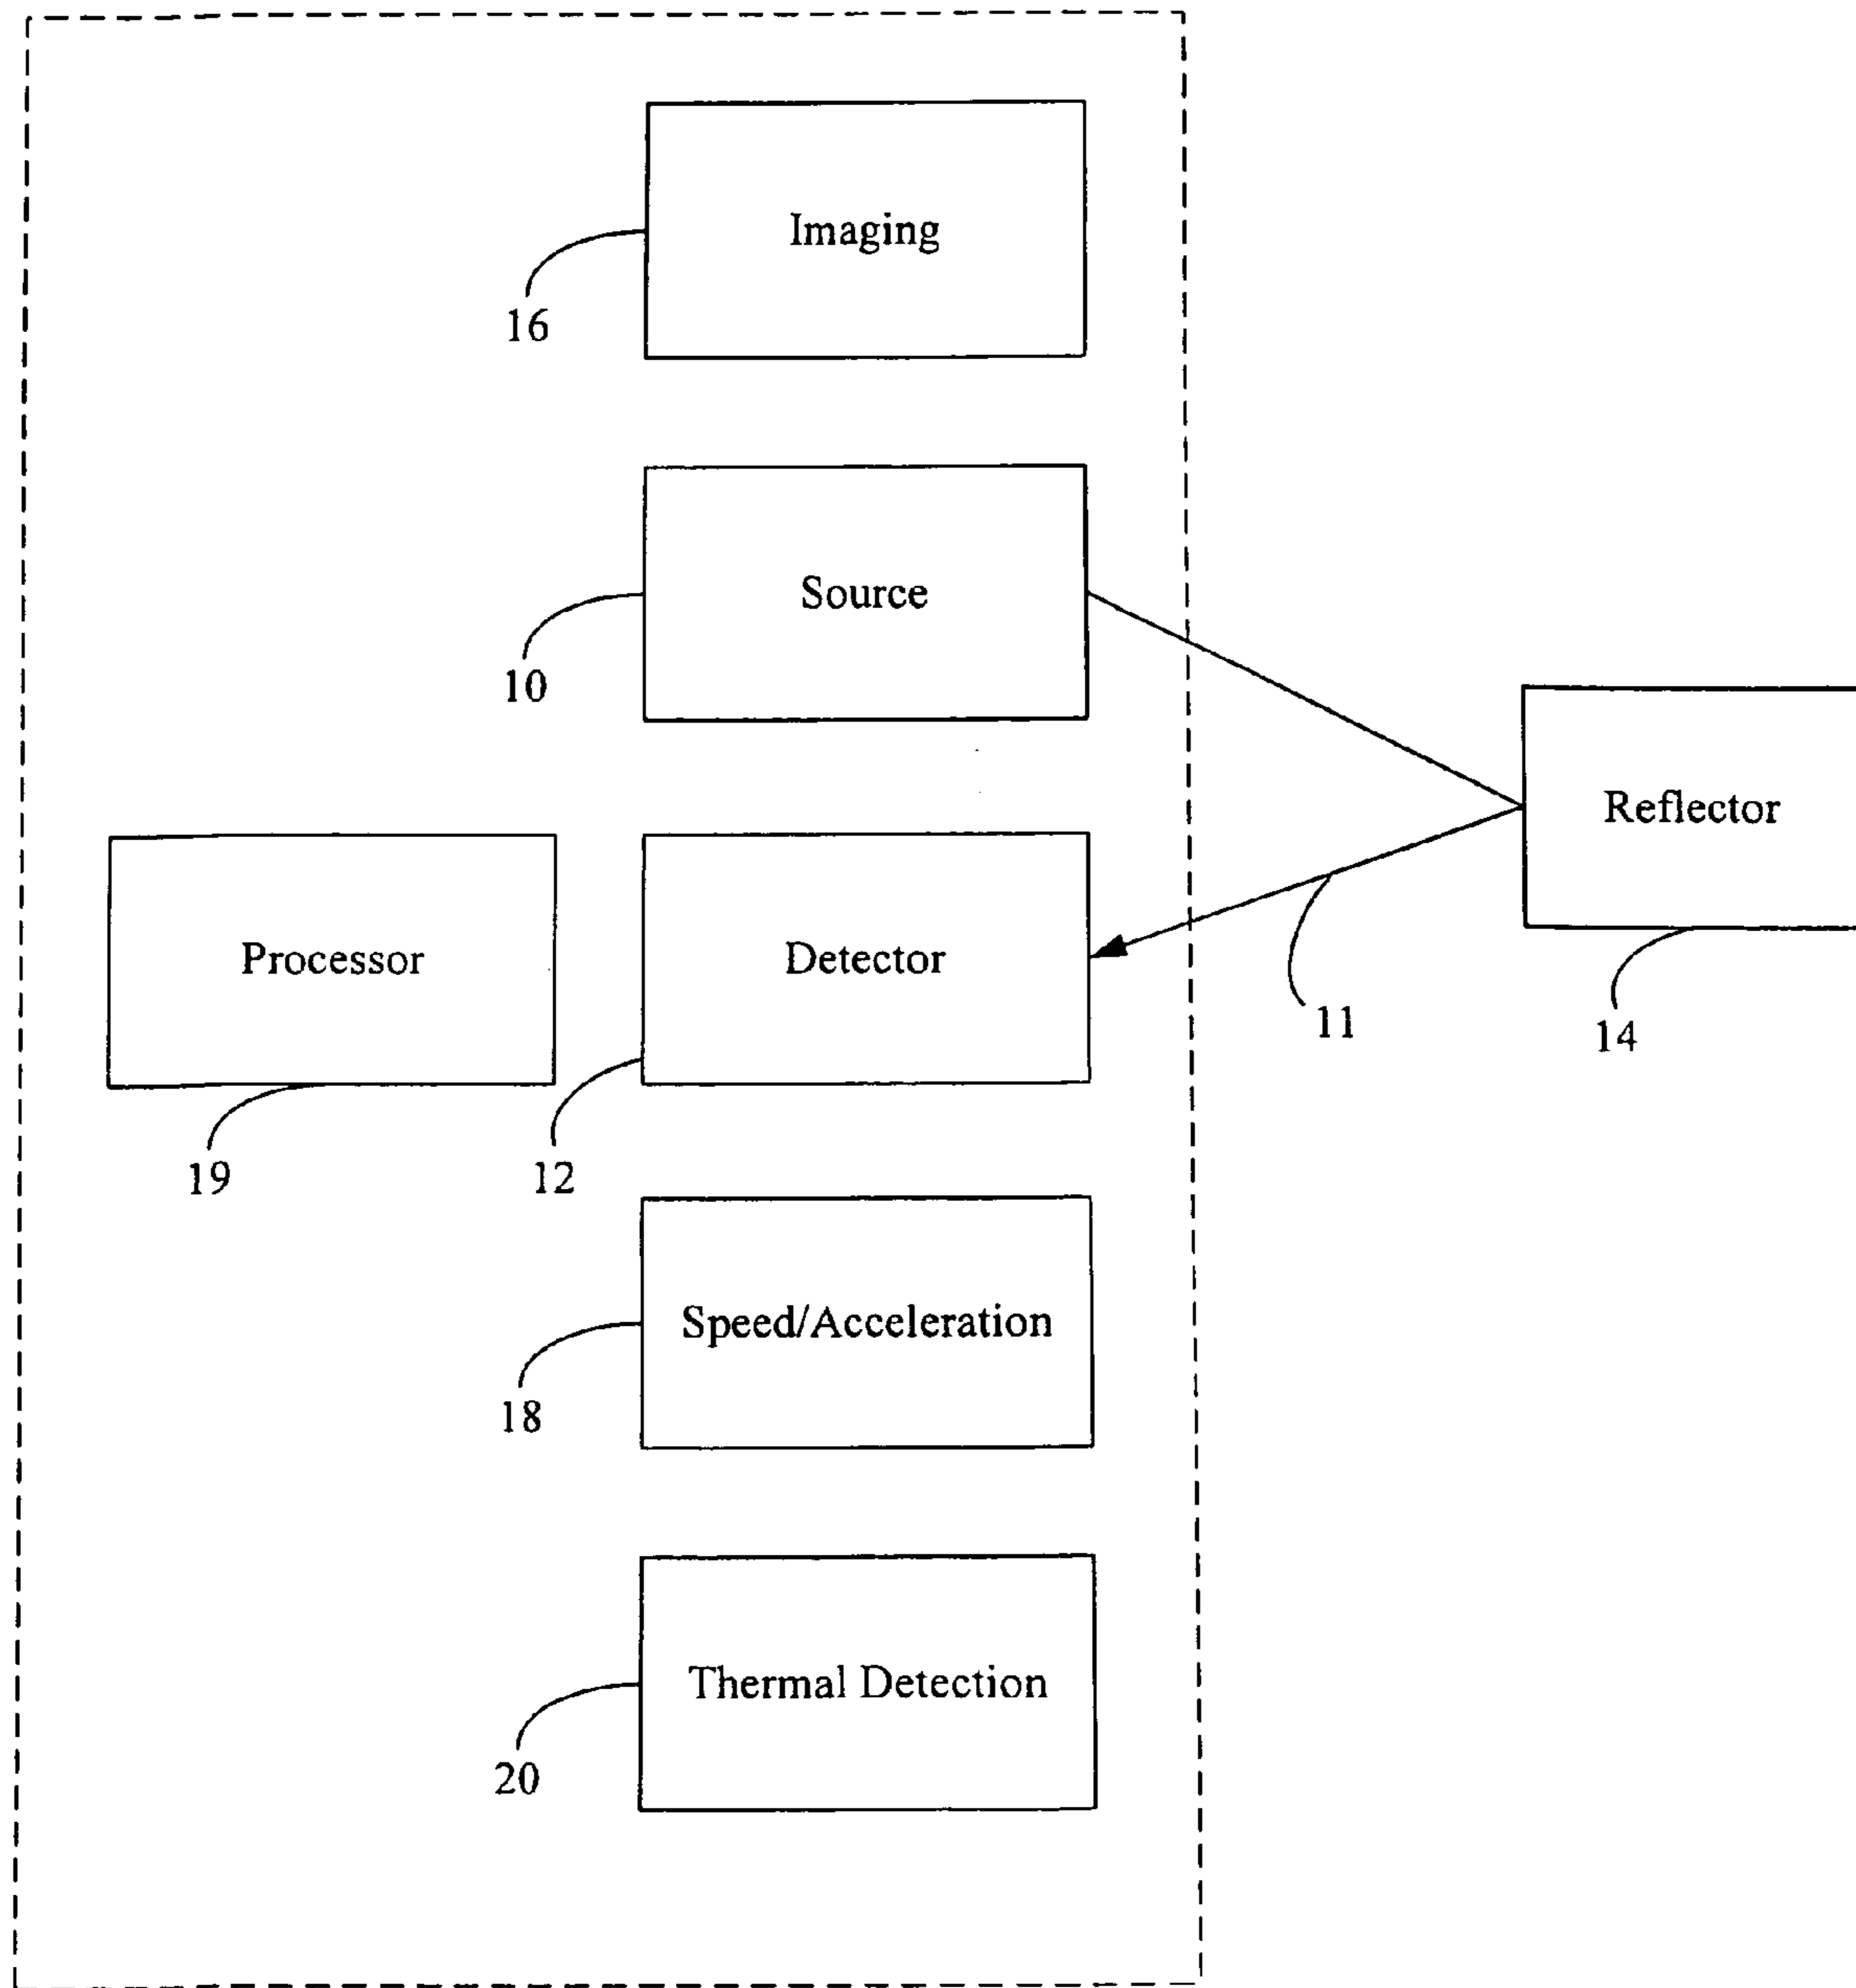 Imaging
16
Source
10
Reflector
14
Processor
19
Detector
12
11
Speed/Acceleration
18
Thermal Detection
20